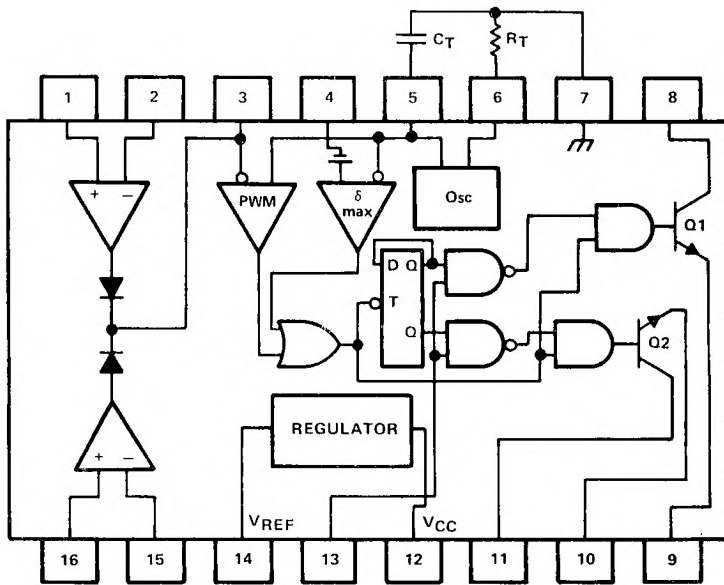 C_T
R_T
1 2 3 4 5 6 7 8
+ −
PWM
δ
max
Osc
Q1
D Q
T
Q
Q2
REGULATOR
+ −
V_REF
V_CC
16 15 14 13 12 11 10 9